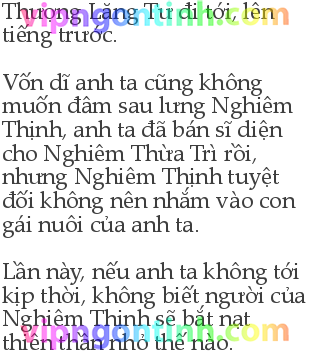 Thượng Lăng Tư đi tới, lên
tiếng trước.
Vốn dĩ anh ta cũng không
muốn đâm sau lưng Nghiêm
Thịnh, anh ta đã bán sĩ diện
cho Nghiêm Thừa Trì rồi,
nhưng Nghiêm Thịnh tuyệt
đối không nên nhắm vào con
gái nuôi của anh ta.
Lần này, nếu anh ta không tới
kịp thời, không biết người của
Nghiêm Thịnh sẽ bắt nạt
thiên thần nhỏ thế nào.
vipngontinh.com
vipngontinh.com